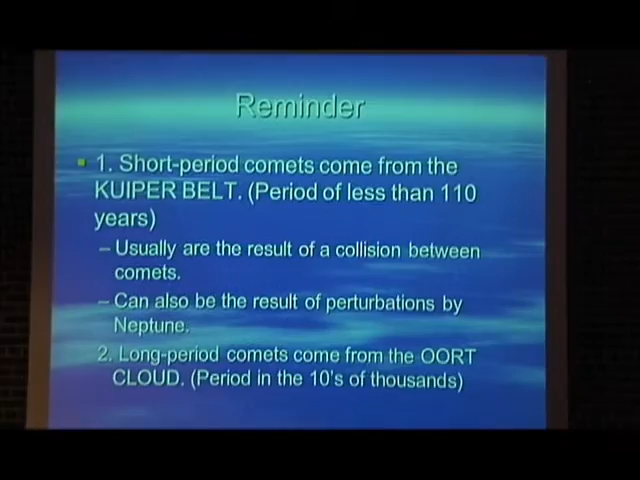 Reminder
1. Short-period comets come from the
KUIPER BELT. (Period of less than 110
years)
– Usually are the result of a collision between
comets.
– Can also be the result of perturbations by
Neptune.
2. Long-period comets come from the OORT
CLOUD. (Period in the 10's of thousands)